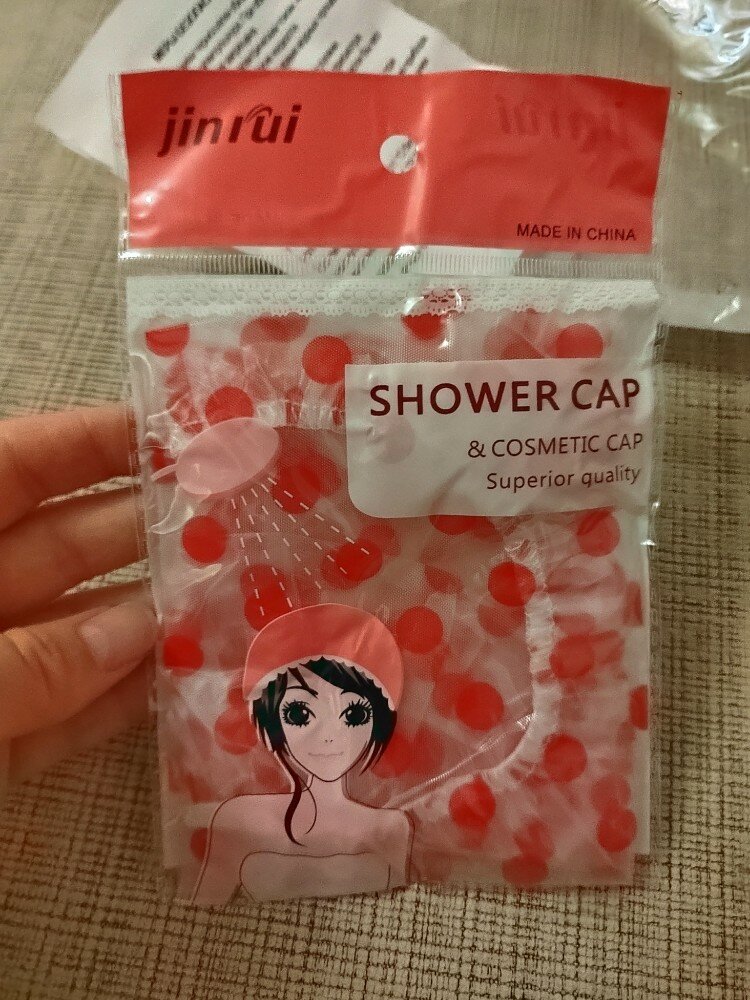 jinrui
MADE IN CHINA
SHOWER CAP
& COSMETIC CAP
Superior quality